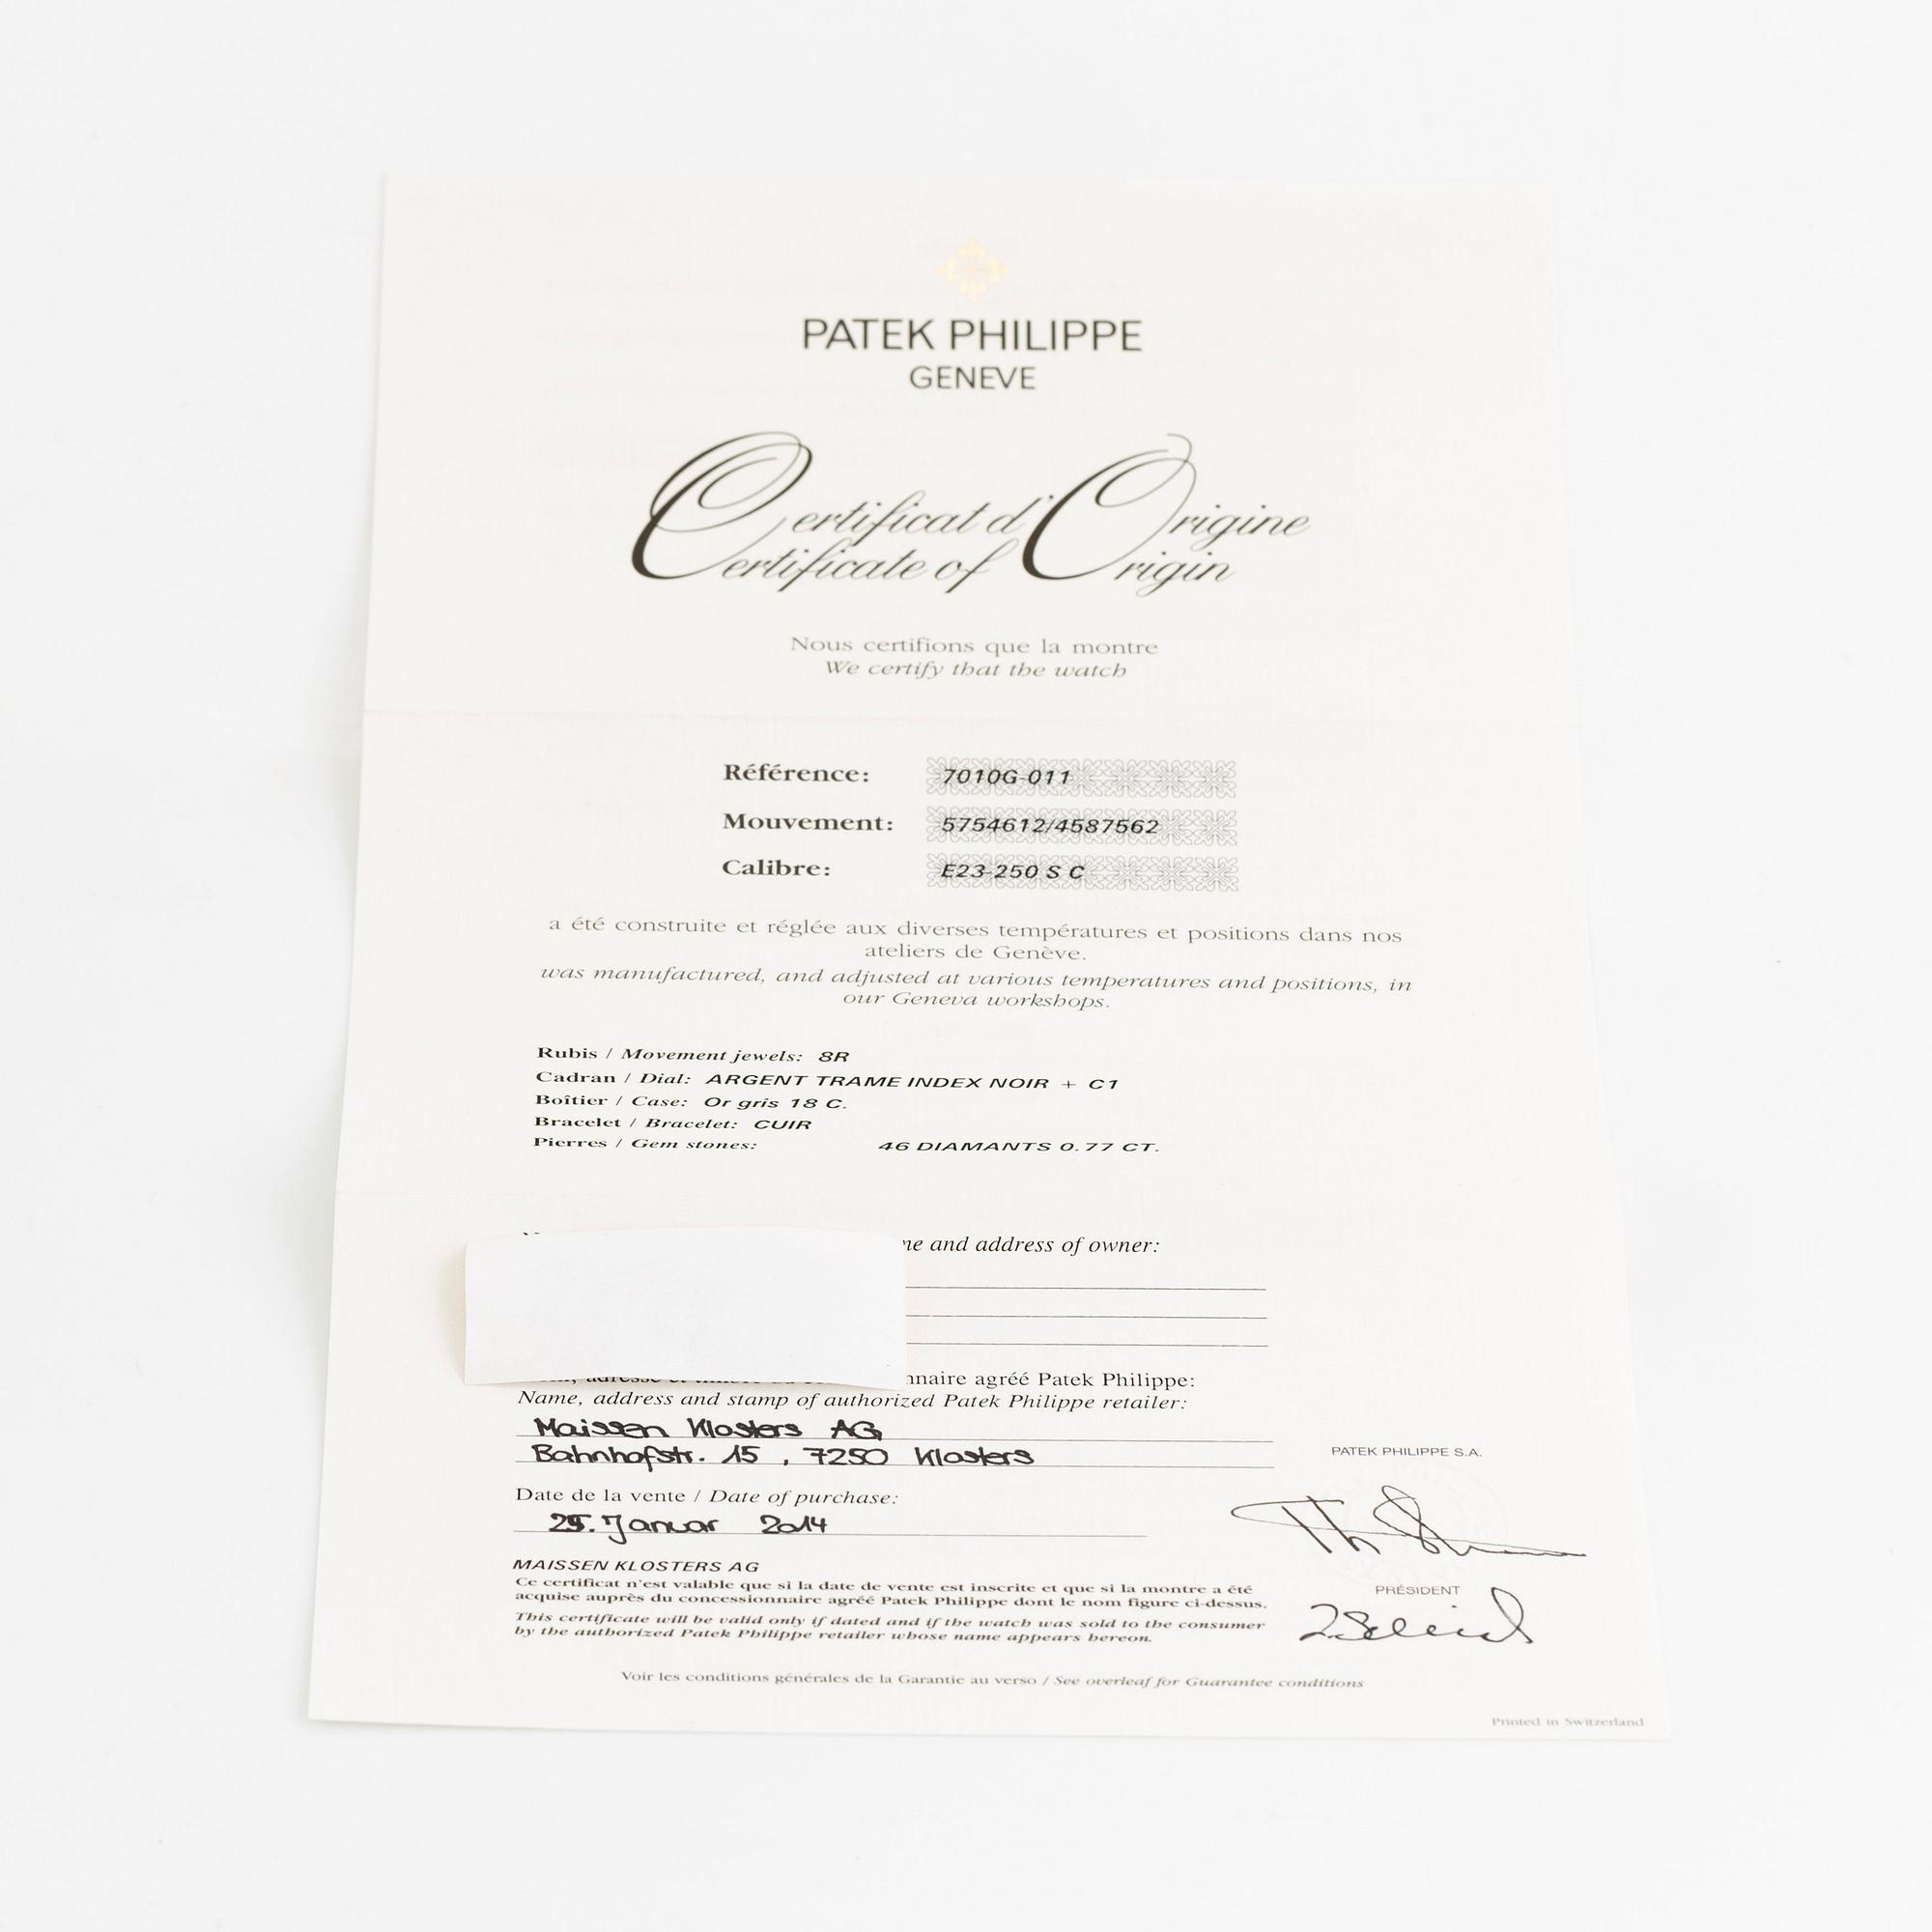 PATEK PHILIPPE
GENEVE
Certificat d'Origine
Certificate of Origin
Nous certifions que la montre
We certify that the watch
Référence: 7010G-011
Mouvement: 5754612/4587562
Calibre: E23-250 S C
a été construite et réglée aux diverses températures et positions dans nos
ateliers de Genève.
was manufactured, and adjusted at various temperatures and positions, in
our Geneva workshops.
Rubis / Movement jewels: 8R
Cadran / Dial: ARGENT TRAME INDEX NOIR + C1
Boîtier / Case: Or gris 18 C.
Bracelet / Bracelet: CUIR
Pierres / Gem stones: 46 DIAMANTS 0.77 CT.
and address of owner:
agréé Patek Philippe:
Name, address and stamp of authorized Patek Philippe retailer:
Maissen Klosters AG
Bahnhofstr. 15, 7250 Klosters
PATEK PHILIPPE S.A.
Date de la vente / Date of purchase:
Januar 2014
MAISSEN KLOSTERS AG
Ce certificat n'est valable que si la date de vente est inscrite et que si la montre a été
acquise auprès du concessionnaire agréé Patek Philippe dont le nom figure ci-dessus.
This certificate will be valid only if dated and if the watch was sold to the consumer
by the authorized Patek Philippe retailer whose name appears hereon.
PRÉSIDENT
Voir les conditions générales de la Garantie au verso / See overleaf for Guarantee conditions
Printed in Switzerland